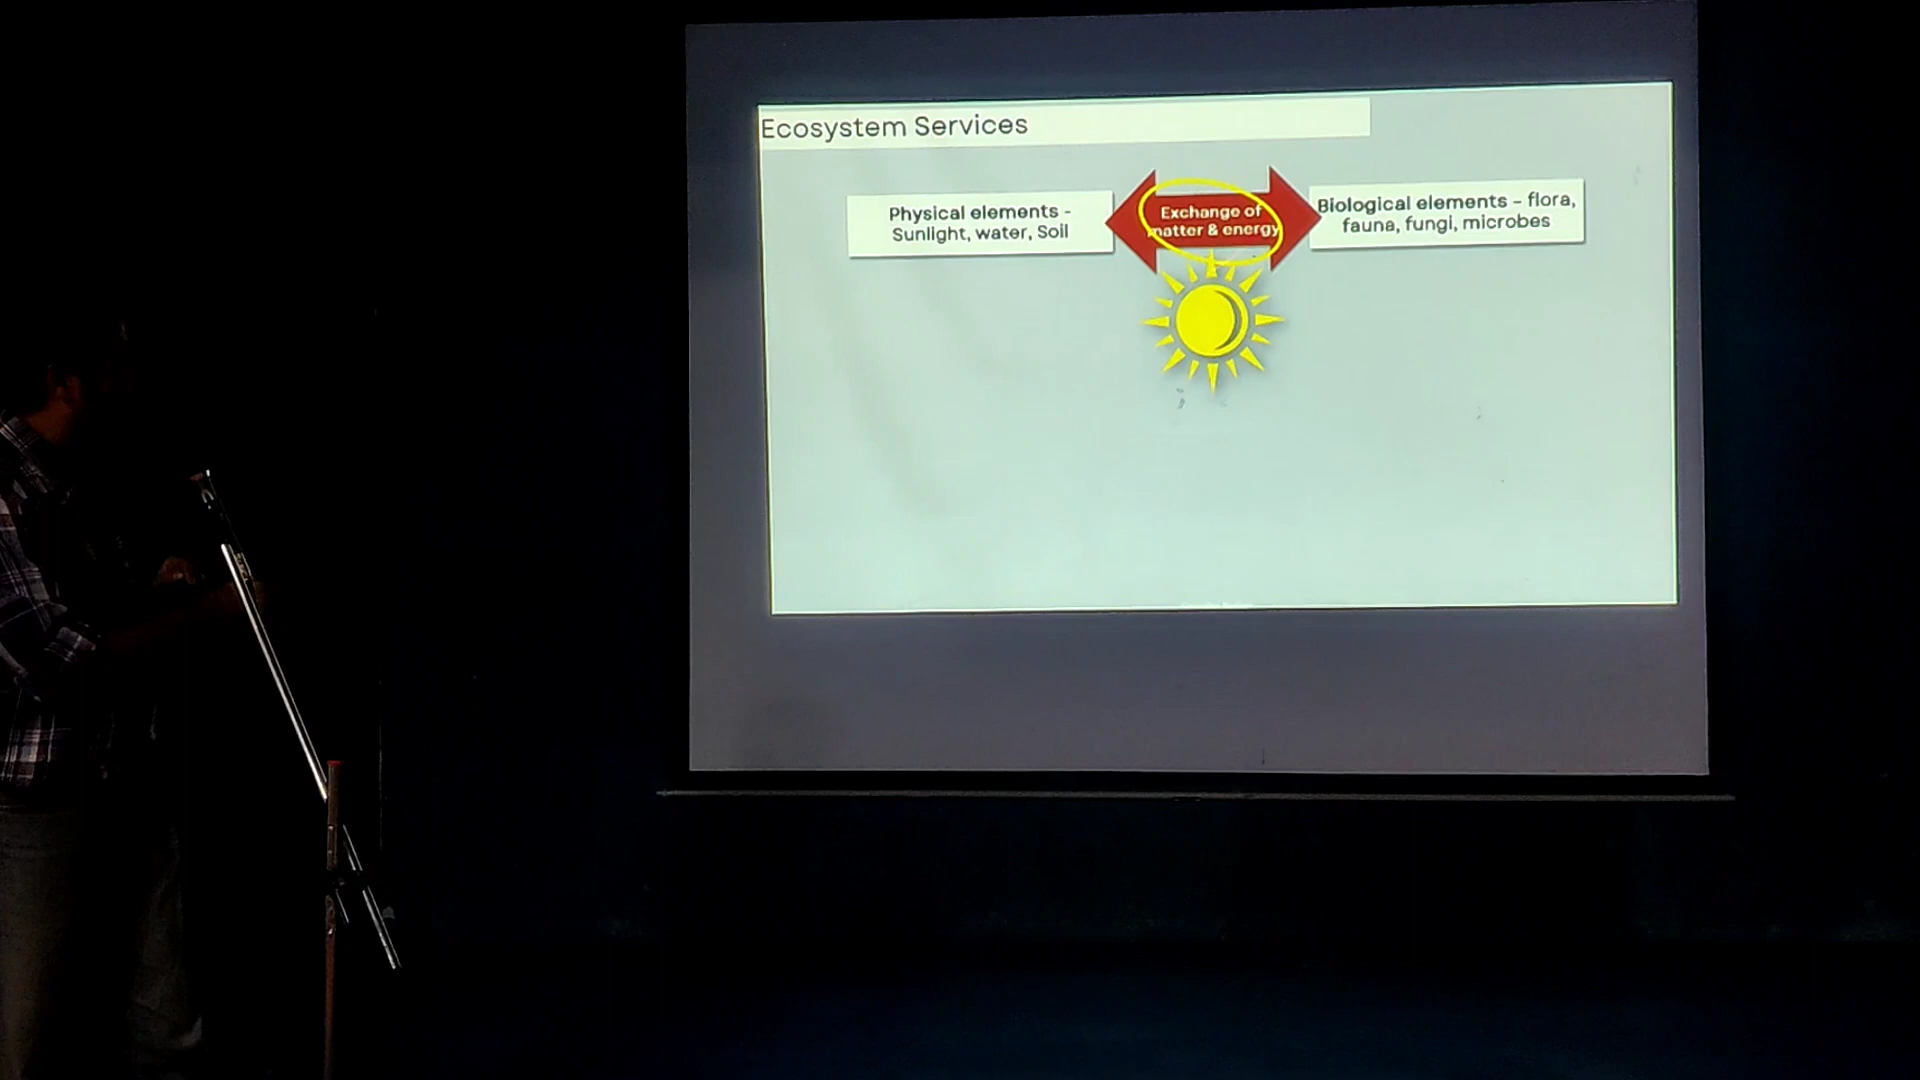 Ecosystem Services
Physical elements -
Sunlight, water, Soil
Exchange of
matter & energy
Biological elements - flora,
fauna, fungi, microbes